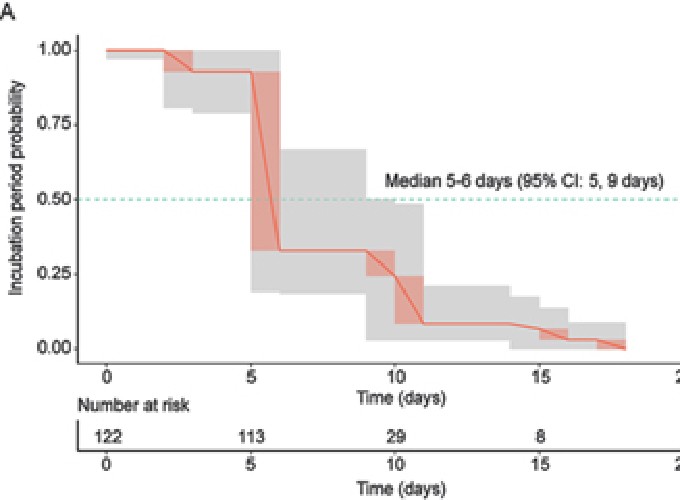 A
Incubation period probability
1.00
0.75
0.50
0.25
0.00
Median 5-6 days (95% CI: 5, 9 days)
0 5 10 15 2
Time (days)
Number at risk
122 113 29 8
0 5 10 15 2
Time (days)